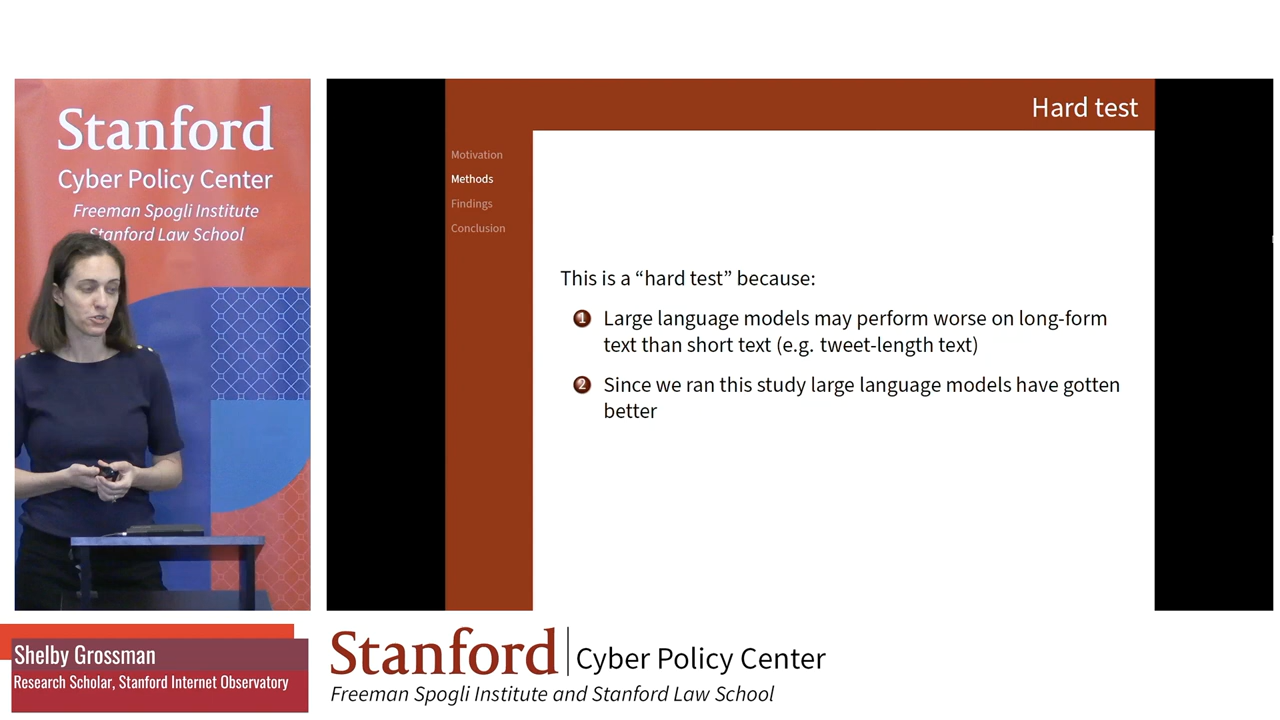 Stanford
Cyber Policy Center
Freeman Spogli Institute
Stanford Law School
Hard test
Motivation
Methods
Findings
Conclusion
This is a “hard test” because:
1 Large language models may perform worse on long-form
text than short text (e.g. tweet-length text)
2 Since we ran this study large language models have gotten
better
Shelby Grossman
Research Scholar, Stanford Internet Observatory
Stanford | Cyber Policy Center
Freeman Spogli Institute and Stanford Law School